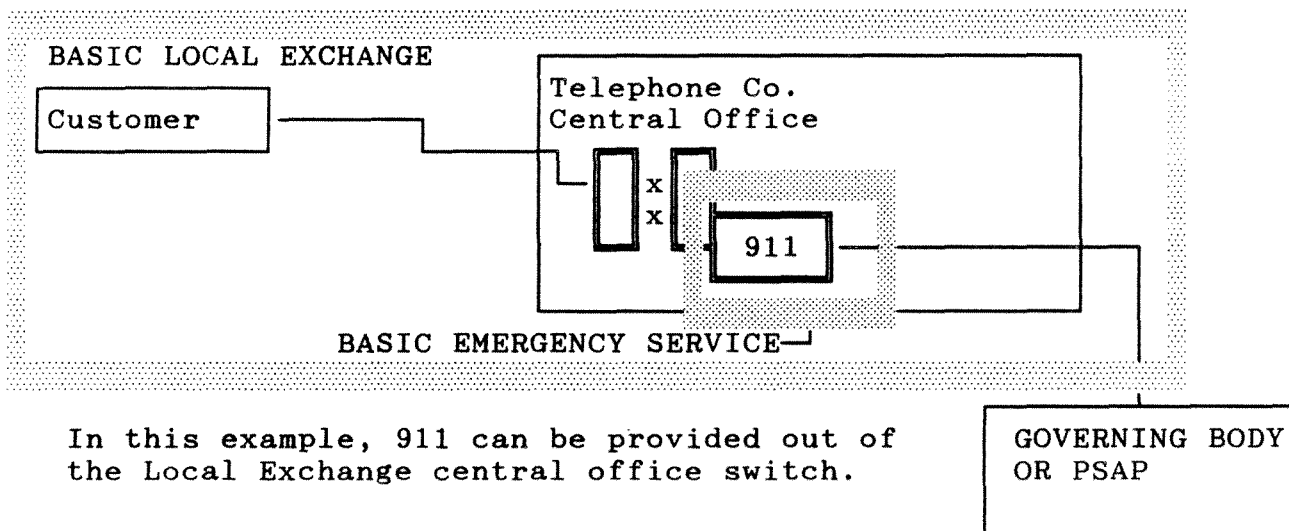 BASIC LOCAL EXCHANGE
Customer
Telephone Co.
Central Office
x
x
911
BASIC EMERGENCY SERVICE
In this example, 911 can be provided out of
the Local Exchange central office switch.
GOVERNING BODY
OR PSAP